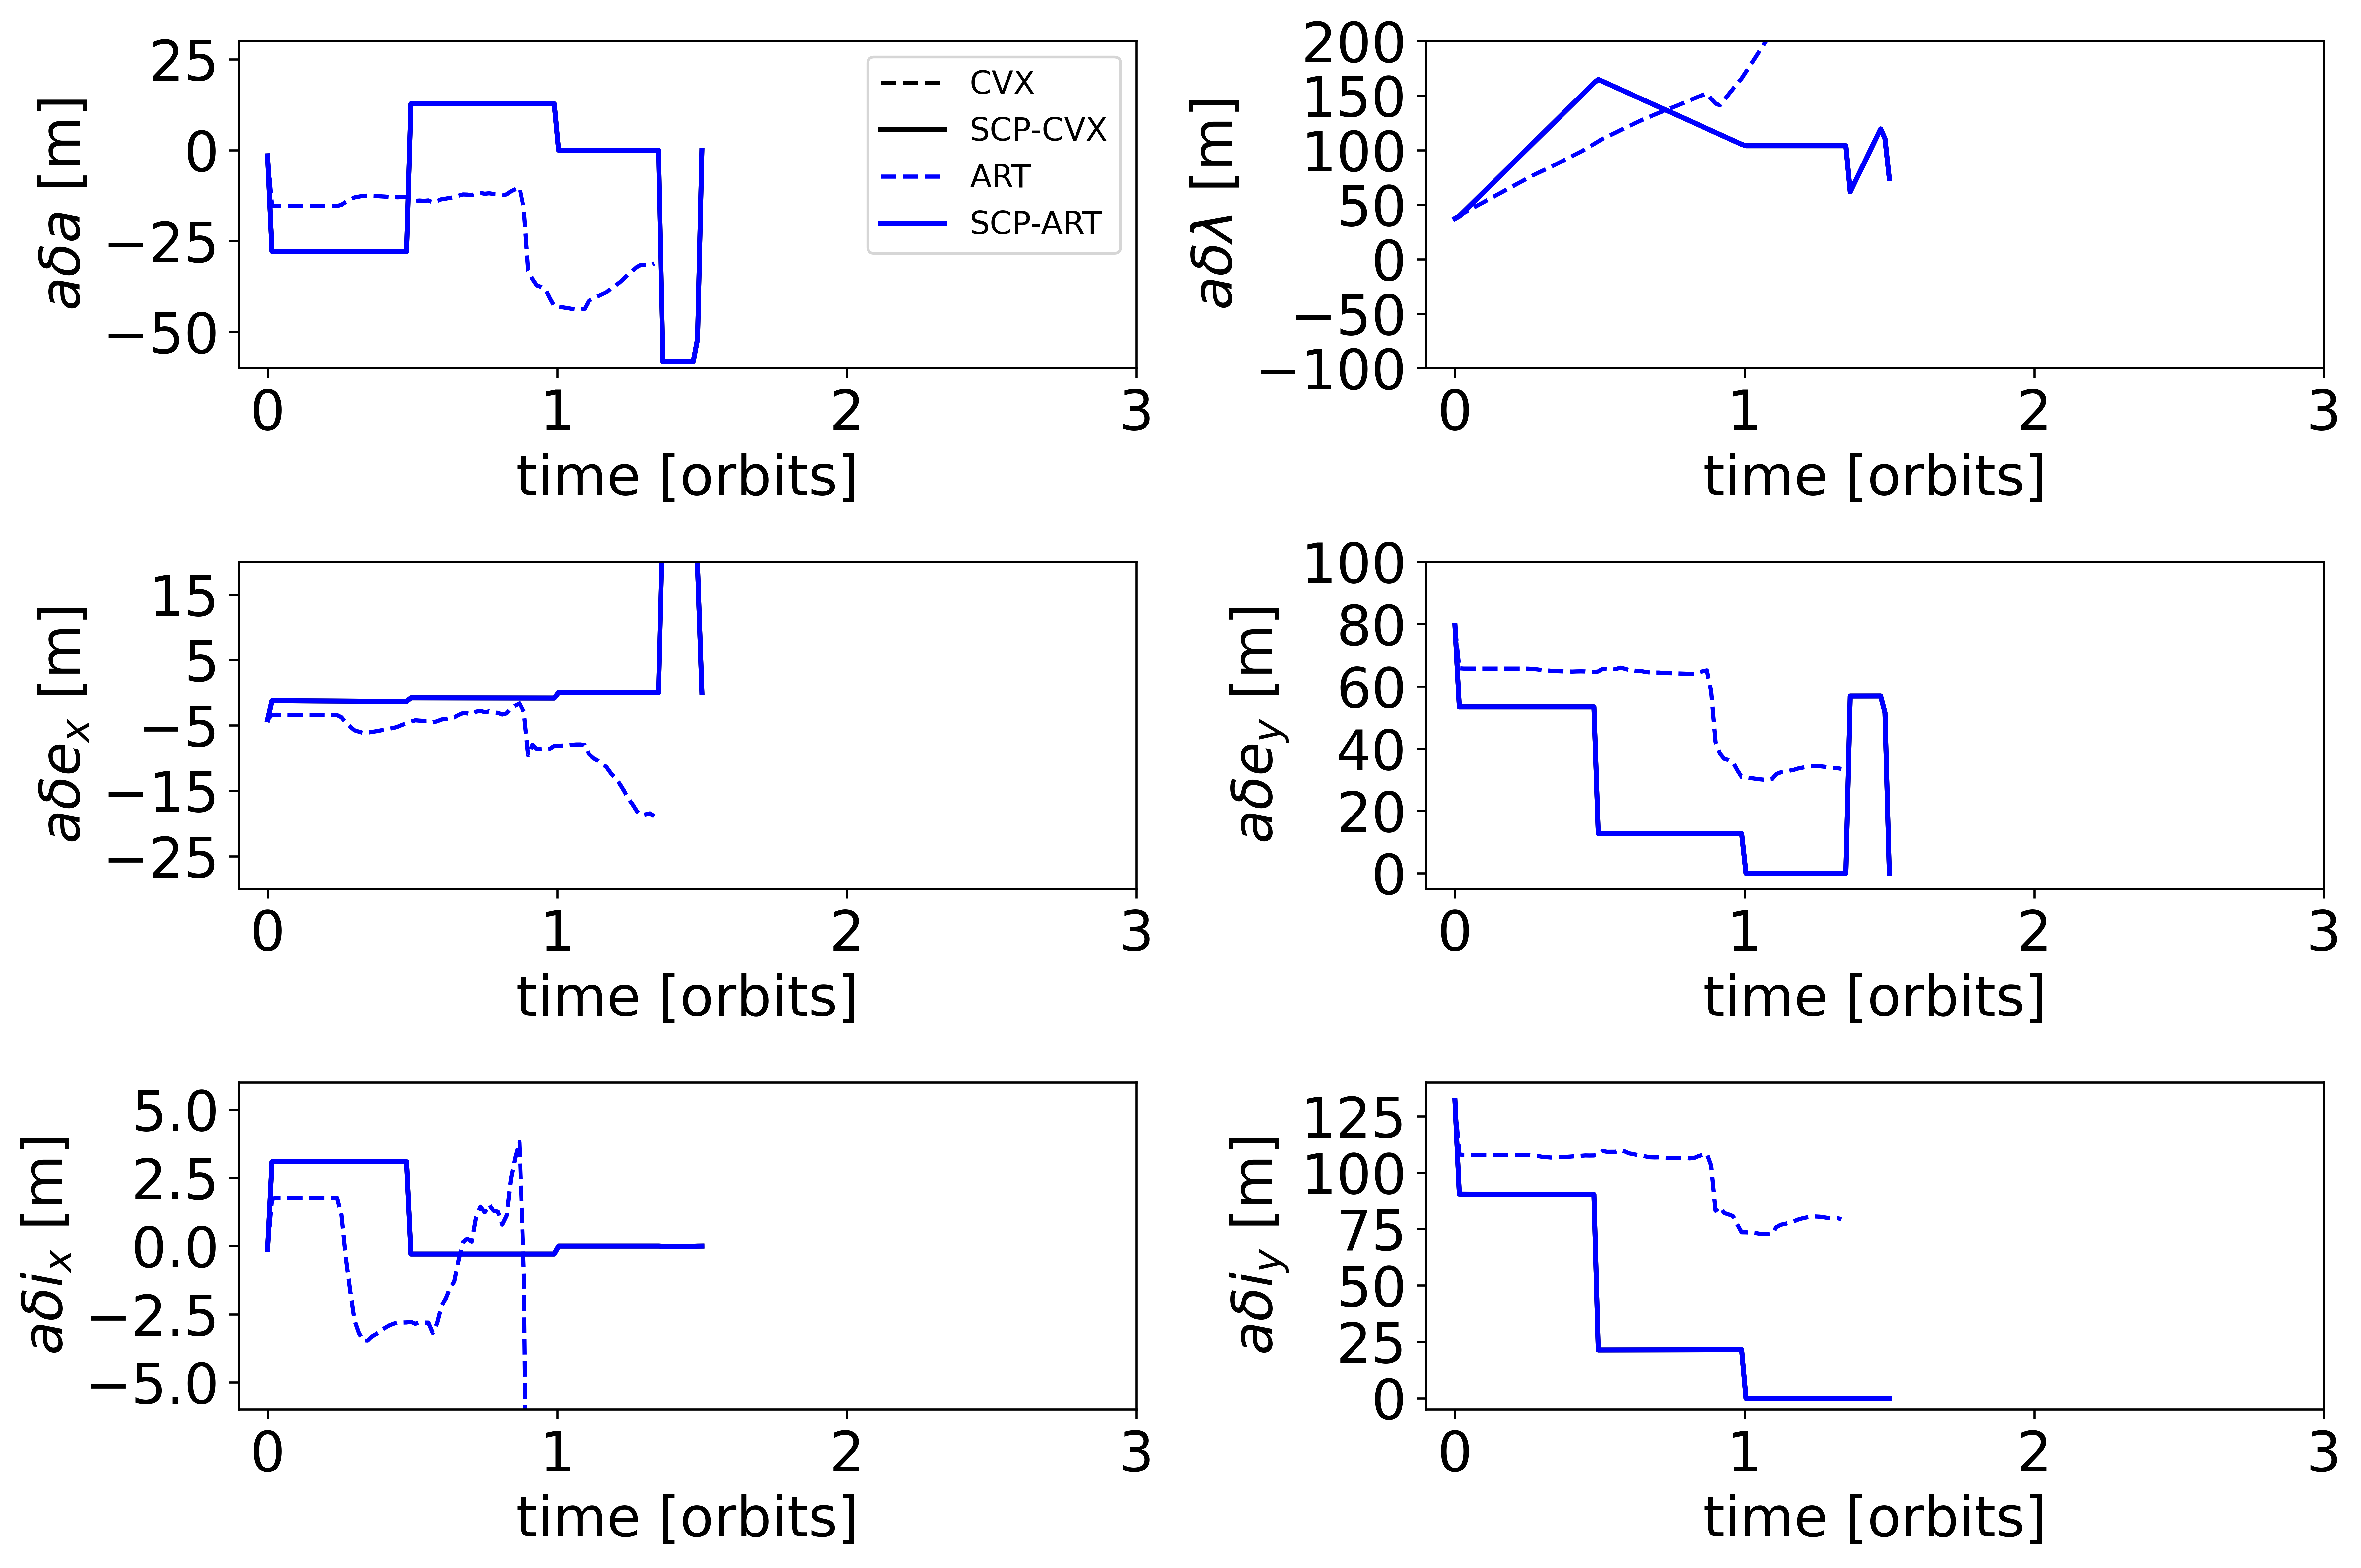 25
0
−25
−50
aδa [m]
CVX
SCP-CVX
ART
SCP-ART
0 1 2 3
time [orbits]
200
150
100
50
0
−50
−100
aδλ [m]
0 1 2 3
time [orbits]
15
5
−5
−15
−25
aδeₓ [m]
0 1 2 3
time [orbits]
100
80
60
40
20
0
aδe_y [m]
0 1 2 3
time [orbits]
5.0
2.5
0.0
−2.5
−5.0
aδiₓ [m]
0 1 2 3
time [orbits]
125
100
75
50
25
0
aδi_y [m]
0 1 2 3
time [orbits]